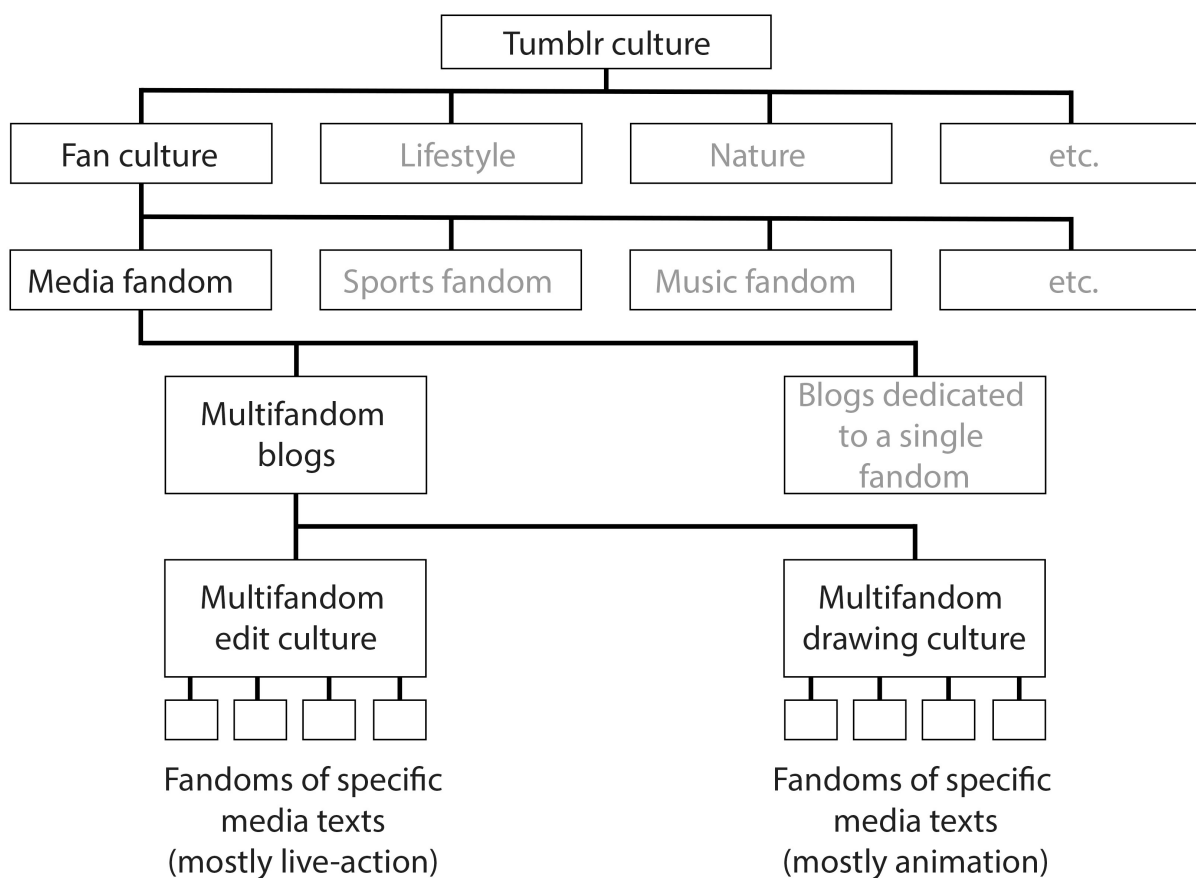 Tumblr culture
Fan culture
Lifestyle
Nature
etc.
Media fandom
Sports fandom
Music fandom
etc.
Multifandom
blogs
Blogs dedicated
to a single
fandom
Multifandom
edit culture
Multifandom
drawing culture
Fandoms of specific
media texts
(mostly live-action)
Fandoms of specific
media texts
(mostly animation)